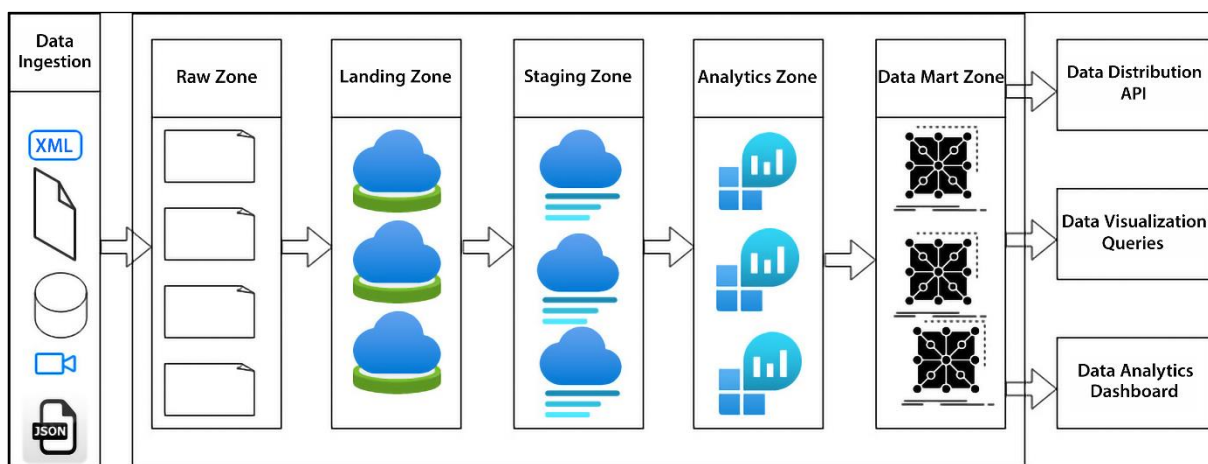 Data
Ingestion
XML
JSON
Raw Zone
Landing Zone
Staging Zone
Analytics Zone
Data Mart Zone
Data Distribution
API
Data Visualization
Queries
Data Analytics
Dashboard